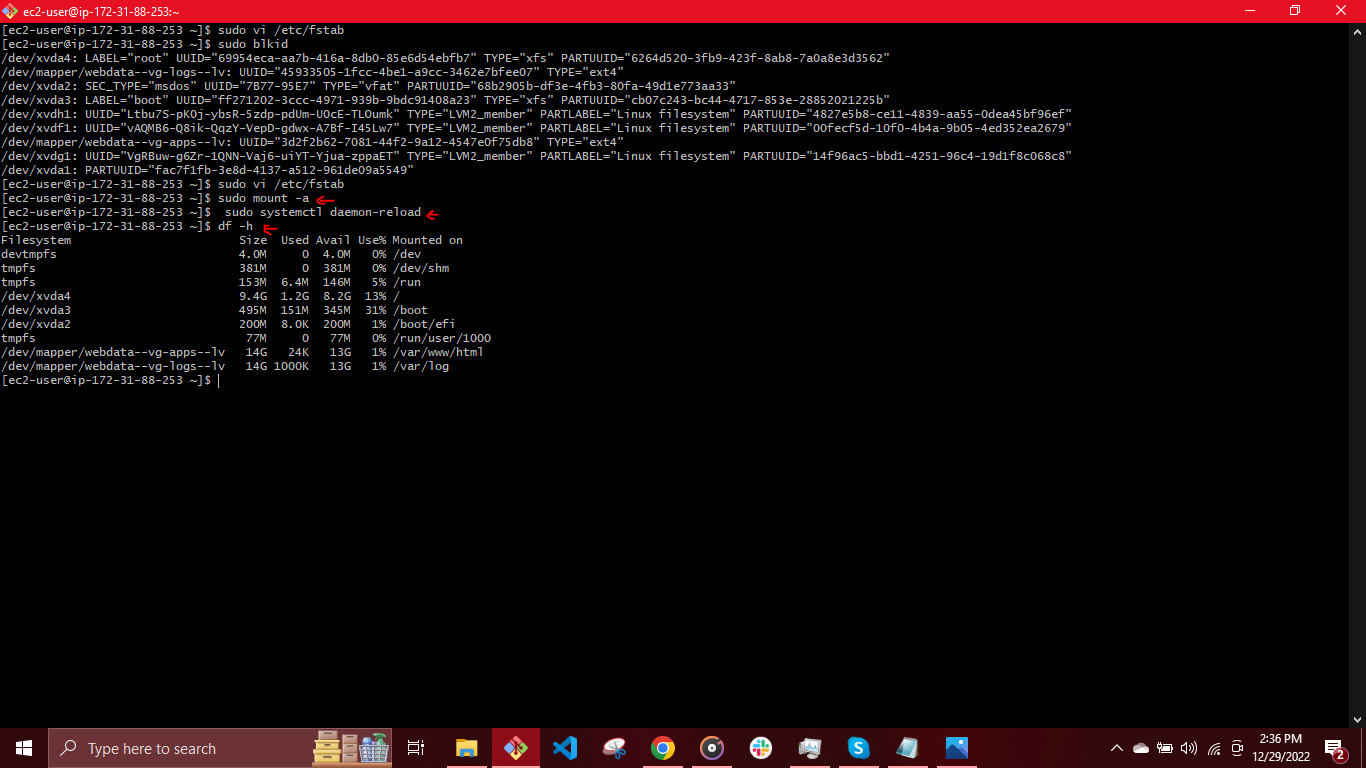 ec2-user@ip-172-31-88-253:~
[ec2-user@ip-172-31-88-253 ~]$ sudo vi /etc/fstab
[ec2-user@ip-172-31-88-253 ~]$ sudo blkid
/dev/xvda4: LABEL="root" UUID="69954eca-aa7b-416a-8db0-85e6d54ebfb7" TYPE="xfs" PARTUUID="6264d520-3fb9-423f-8ab8-7a0a8e3d3562"
/dev/mapper/webdata--vg-logs--lv: UUID="45933505-1fcc-4be1-a9cc-3462e7bfee07" TYPE="ext4"
/dev/xvda2: SEC_TYPE="msdos" UUID="7B77-95E7" TYPE="vfat" PARTUUID="68b2905b-df3e-4fb3-80fa-49d1e773aa33"
/dev/xvda3: LABEL="boot" UUID="ff271202-3ccc-4971-939b-9bdc91408a23" TYPE="xfs" PARTUUID="cb07c243-bc44-4717-853e-28852021225b"
/dev/xvdh1: UUID="Ltbu7S-pKOj-ybsR-5zdp-pdUm-UOcE-TLOumk" TYPE="LVM2_member" PARTLABEL="Linux filesystem" PARTUUID="4827e5b8-ce11-4839-aa55-0dea45bf96ef"
/dev/xvdf1: UUID="vAQMB6-Q8ik-QqzY-VepD-gdwx-A7Bf-I45Lw7" TYPE="LVM2_member" PARTLABEL="Linux filesystem" PARTUUID="00fecf5d-10f0-4b4a-9b05-4ed352ea2679"
/dev/mapper/webdata--vg-apps--lv: UUID="3d2f2b62-7081-44f2-9a12-4547e0f75db8" TYPE="ext4"
/dev/xvdg1: UUID="VgRBuw-g6Zr-1QNN-Vaj6-uiYT-Yjua-zppaET" TYPE="LVM2_member" PARTLABEL="Linux filesystem" PARTUUID="14f96ac5-bbd1-4251-96c4-19d1f8c068c8"
/dev/xvda1: PARTUUID="fac7f1fb-3e8d-4137-a512-961de09a5549"
[ec2-user@ip-172-31-88-253 ~]$ sudo vi /etc/fstab
[ec2-user@ip-172-31-88-253 ~]$ sudo mount -a
[ec2-user@ip-172-31-88-253 ~]$  sudo systemctl daemon-reload
[ec2-user@ip-172-31-88-253 ~]$ df -h
Filesystem                        Size  Used Avail Use% Mounted on
devtmpfs                          4.0M     0  4.0M   0% /dev
tmpfs                             381M     0  381M   0% /dev/shm
tmpfs                             153M  6.4M  146M   5% /run
/dev/xvda4                        9.4G  1.2G  8.2G  13% /
/dev/xvda3                        495M  151M  345M  31% /boot
/dev/xvda2                        200M  8.0K  200M   1% /boot/efi
tmpfs                              77M     0   77M   0% /run/user/1000
/dev/mapper/webdata--vg-apps--lv   14G   24K   13G   1% /var/www/html
/dev/mapper/webdata--vg-logs--lv   14G 1000K   13G   1% /var/log
[ec2-user@ip-172-31-88-253 ~]$
Type here to search
2:36 PM
12/29/2022
2